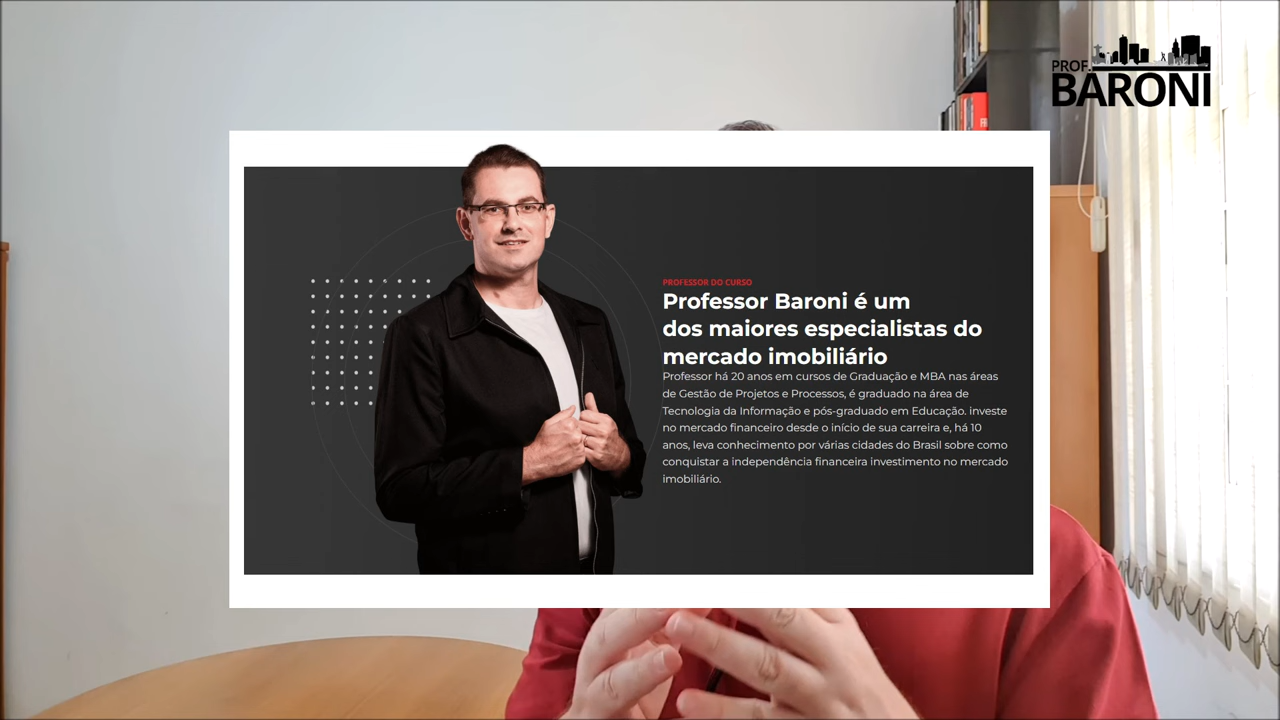 PROF.
BARONI
PROFESSOR DO CURSO
Professor Baroni é um
dos maiores especialistas do
mercado imobiliário
Professor há 20 anos em cursos de Graduação e MBA nas áreas
de Gestão de Projetos e Processos, é graduado na área de
Tecnologia da Informação e pós-graduado em Educação. investe
no mercado financeiro desde o início de sua carreira e, há 10
anos, leva conhecimento por várias cidades do Brasil sobre como
conquistar a independência financeira investimento no mercado
imobiliário.